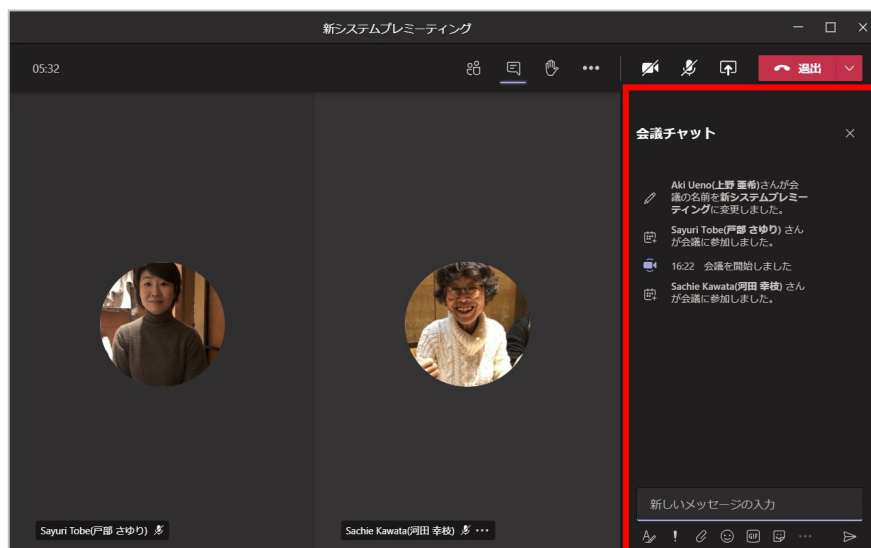 新システムプレミーティング
05:32
退出
会議チャット
Aki Ueno(上野 亜希)さんが会
議の名前を新システムプレミー
ティングに変更しました。
Sayuri Tobe(戸部 さゆり) さん
が会議に参加しました。
16:22 会議を開始しました
Sachie Kawata(河田 幸枝) さん
が会議に参加しました。
Sayuri Tobe(戸部 さゆり)
Sachie Kawata(河田 幸枝)
新しいメッセージの入力
GIF